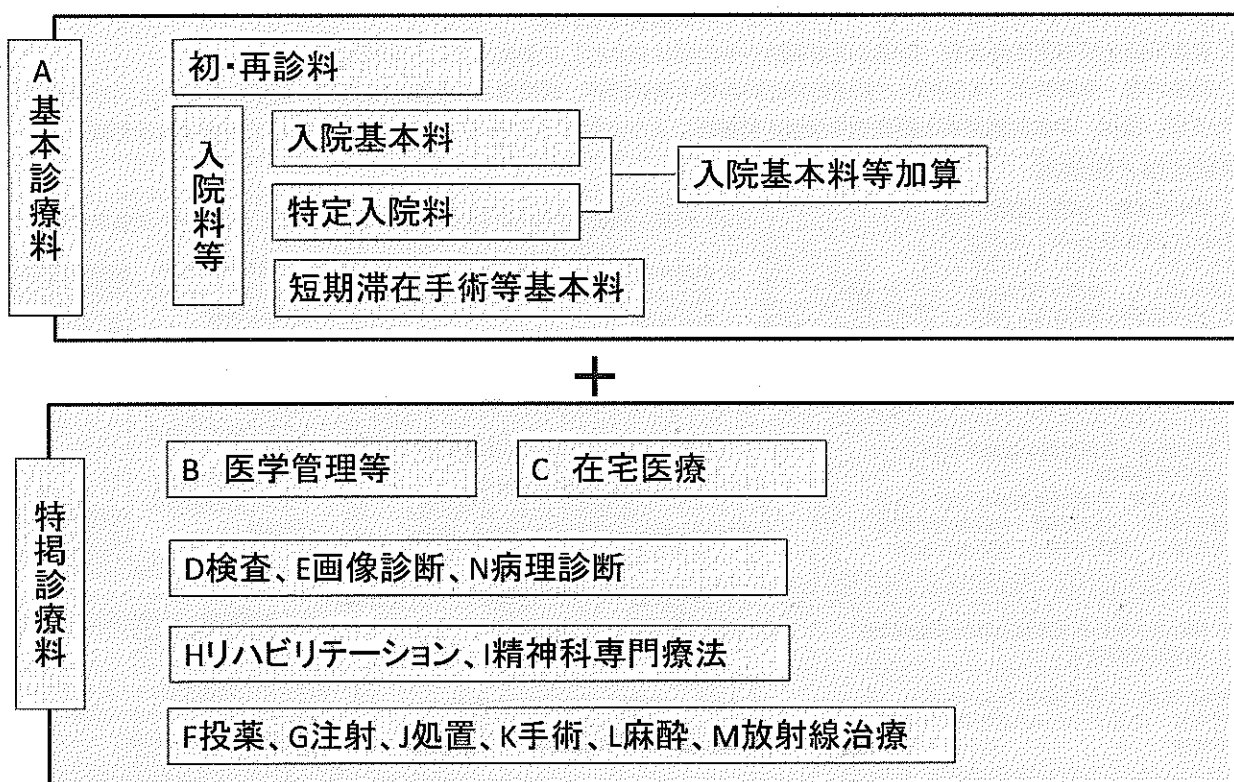 A基本診療料
初・再診料
入院料等
入院基本料
特定入院料
短期滞在手術等基本料
入院基本料等加算
+
特掲診療料
B 医学管理等
C 在宅医療
D検査、E画像診断、N病理診断
Hリハビリテーション、I精神科専門療法
F投薬、G注射、J処置、K手術、L麻酔、M放射線治療